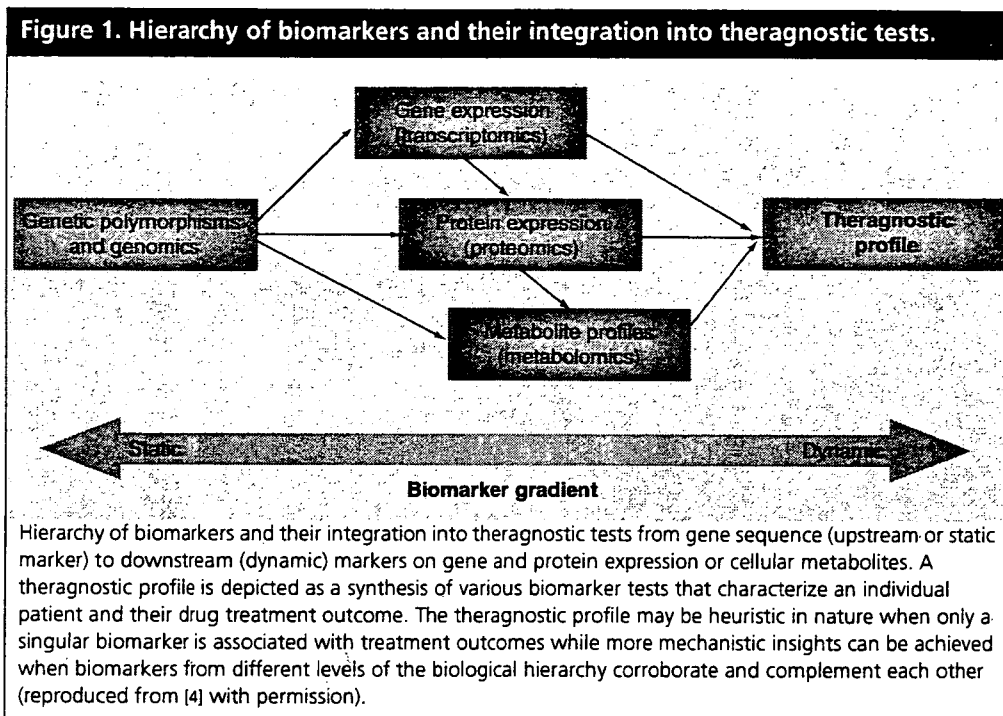 Figure 1. Hierarchy of biomarkers and their integration into theragnostic tests.
Gene expression
(transcriptomics)
Genetic polymorphisms
and genomics
Protein expression
(proteomics)
Theragnostic
profile
Metabolite profiles
(metabolomics)
Static
Dynamic
Biomarker gradient
Hierarchy of biomarkers and their integration into theragnostic tests from gene sequence (upstream or static
marker) to downstream (dynamic) markers on gene and protein expression or cellular metabolites. A
theragnostic profile is depicted as a synthesis of various biomarker tests that characterize an individual
patient and their drug treatment outcome. The theragnostic profile may be heuristic in nature when only a
singular biomarker is associated with treatment outcomes while more mechanistic insights can be achieved
when biomarkers from different levels of the biological hierarchy corroborate and complement each other
(reproduced from [4] with permission).